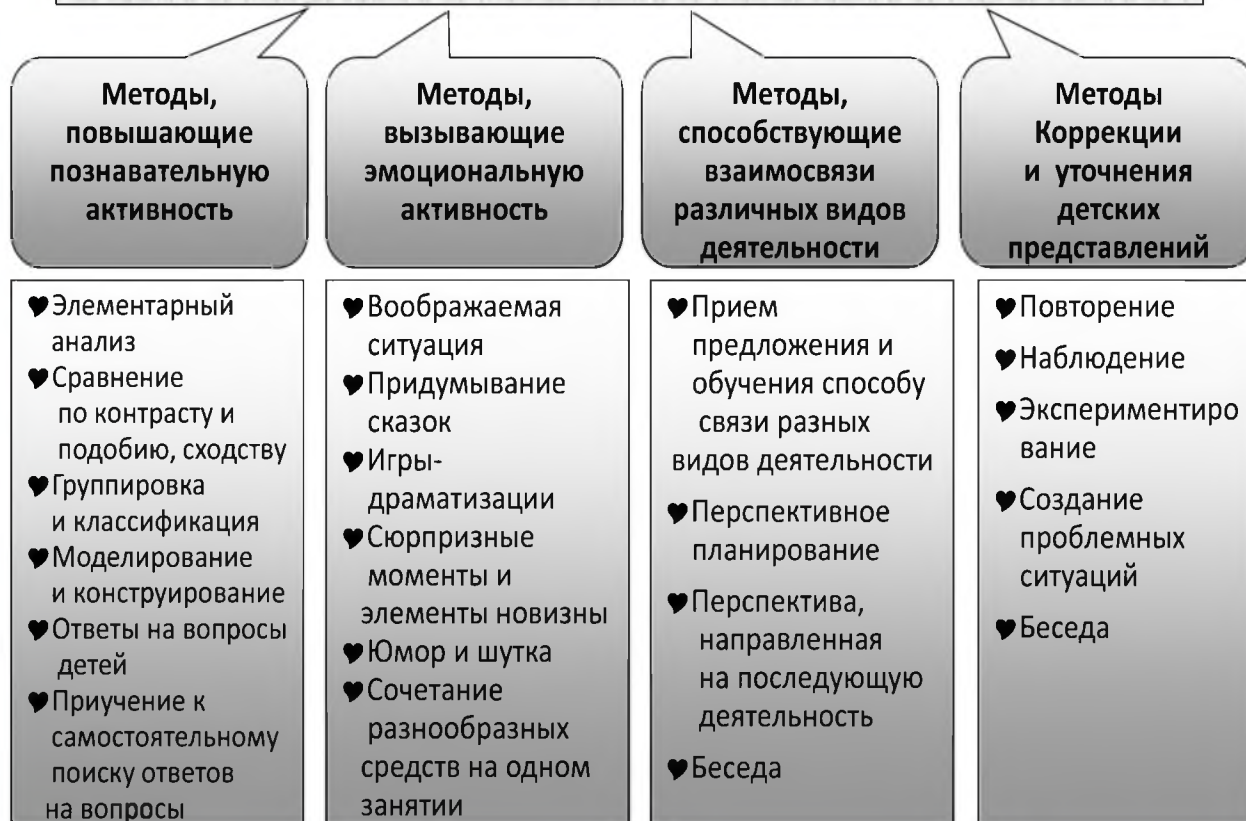 Методы,
повышающие
познавательную
активность
Методы,
вызывающие
эмоциональную
активность
Методы,
способствующие
взаимосвязи
различных видов
деятельности
Методы
Коррекции
и уточнения
детских
представлений
Элементарный
анализ
Сравнение
по контрасту и
подобию, сходству
Группировка
и классификация
Моделирование
и конструирование
Ответы на вопросы
детей
Приучение к
самостоятельному
поиску ответов
на вопросы
Воображаемая
ситуация
Придумывание
сказок
Игры-
драматизации
Сюрпризные
моменты и
элементы новизны
Юмор и шутка
Сочетание
разнообразных
средств на одном
занятии
Прием
предложения и
обучения способу
связи разных
видов деятельности
Перспективное
планирование
Перспектива,
направленная
на последующую
деятельность
Беседа
Повторение
Наблюдение
Экспериментиро
вание
Создание
проблемных
ситуаций
Беседа